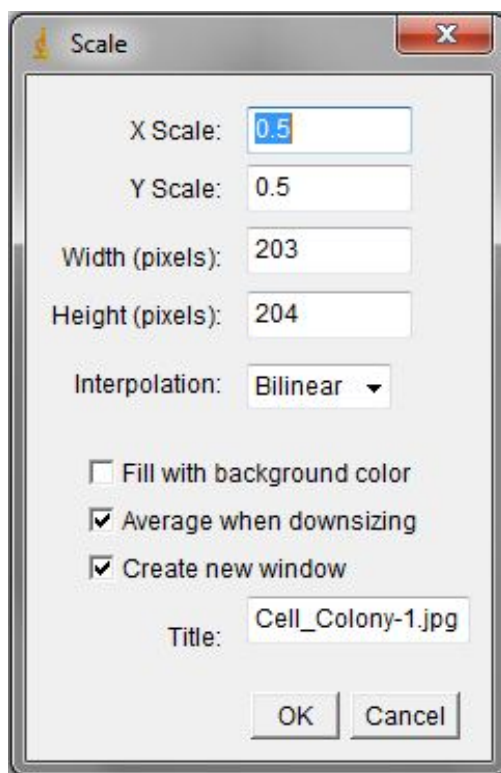 Scale
X Scale: 0.5
Y Scale: 0.5
Width (pixels): 203
Height (pixels): 204
Interpolation: Bilinear
Fill with background color
Average when downsizing
Create new window
Title: Cell_Colony-1.jpg
OK Cancel